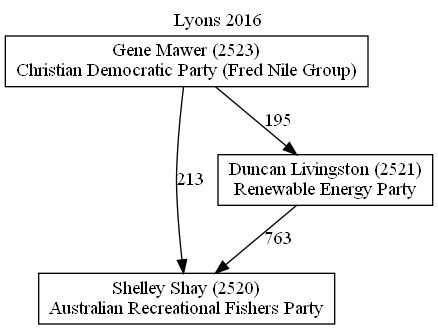 Lyons 2016
Gene Mawer (2523)
Christian Democratic Party (Fred Nile Group)
195
Duncan Livingston (2521)
Renewable Energy Party
213
763
Shelley Shay (2520)
Australian Recreational Fishers Party